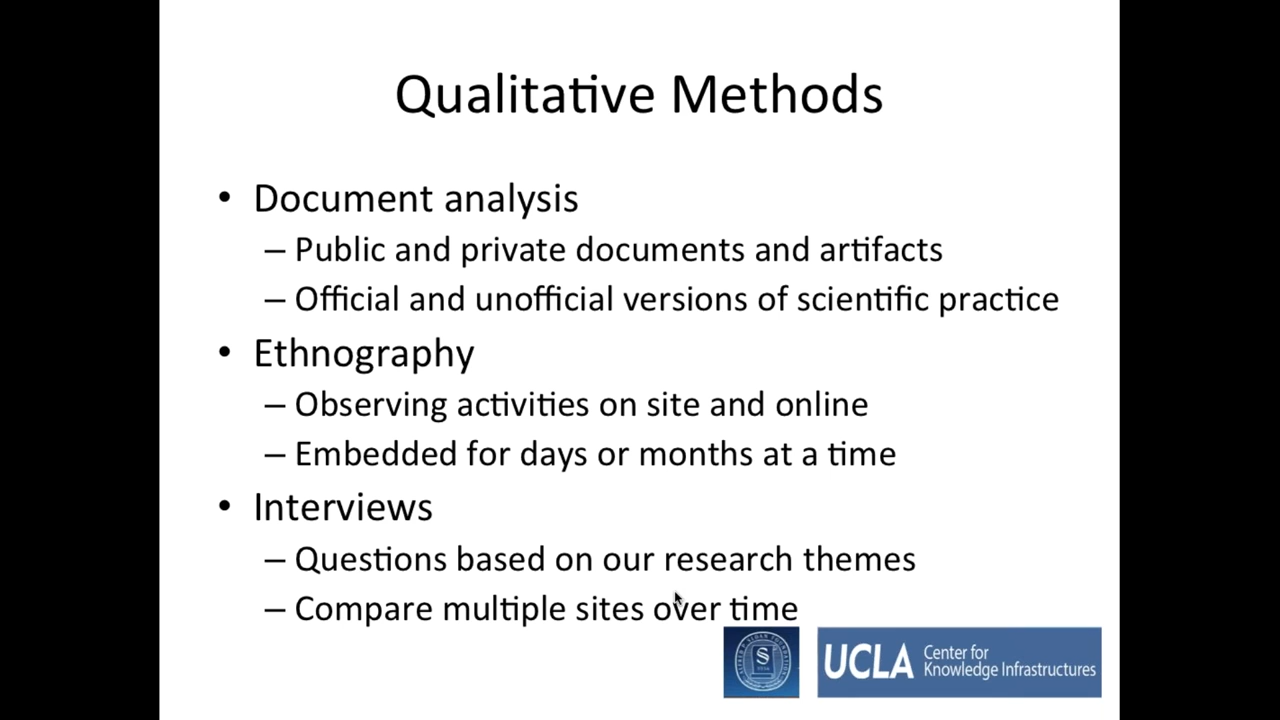 Qualitative Methods
• Document analysis
– Public and private documents and artifacts
– Official and unofficial versions of scientific practice
• Ethnography
– Observing activities on site and online
– Embedded for days or months at a time
• Interviews
– Questions based on our research themes
– Compare multiple sites over time
UCLA Center for
Knowledge Infrastructures